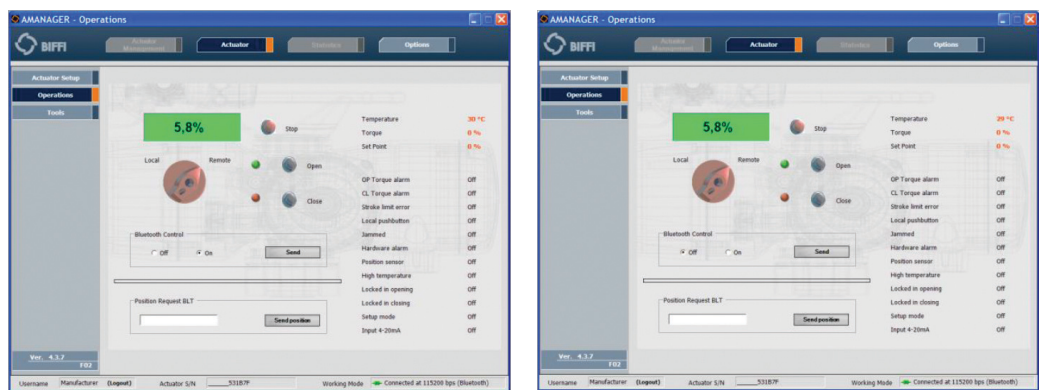 AMANAGER - Operations
BIFFI
Actuator Management
Actuator
Statistics
Options
Actuator Setup
Operations
Tools
5,8%
Stop
Local
Remote
Open
Close
Temperature 30 °C
Torque 0 %
Set Point 0 %
OP Torque alarm Off
CL Torque alarm Off
Stroke limit error Off
Local pushbutton Off
Jammed Off
Hardware alarm Off
Position sensor Off
High temperature Off
Locked in opening Off
Locked in closing Off
Setup mode Off
Input 4-20mA Off
Bluetooth Control
Off On Send
Position Request BLT
Send position
Ver. 4.3.7
F02
Username Manufacturer (Logout) Actuator S/N _____531B7F Working Mode Connected at 115200 bps (Bluetooth)
AMANAGER - Operations
BIFFI
Actuator Management
Actuator
Statistics
Options
Actuator Setup
Operations
Tools
5,8%
Stop
Local
Remote
Open
Close
Temperature 29 °C
Torque 0 %
Set Point 0 %
OP Torque alarm Off
CL Torque alarm Off
Stroke limit error Off
Local pushbutton Off
Jammed Off
Hardware alarm Off
Position sensor Off
High temperature Off
Locked in opening Off
Locked in closing Off
Setup mode Off
Input 4-20mA Off
Bluetooth Control
Off On Send
Position Request BLT
Send position
Ver. 4.3.7
F02
Username Manufacturer (Logout) Actuator S/N _____531B7F Working Mode Connected at 115200 bps (Bluetooth)